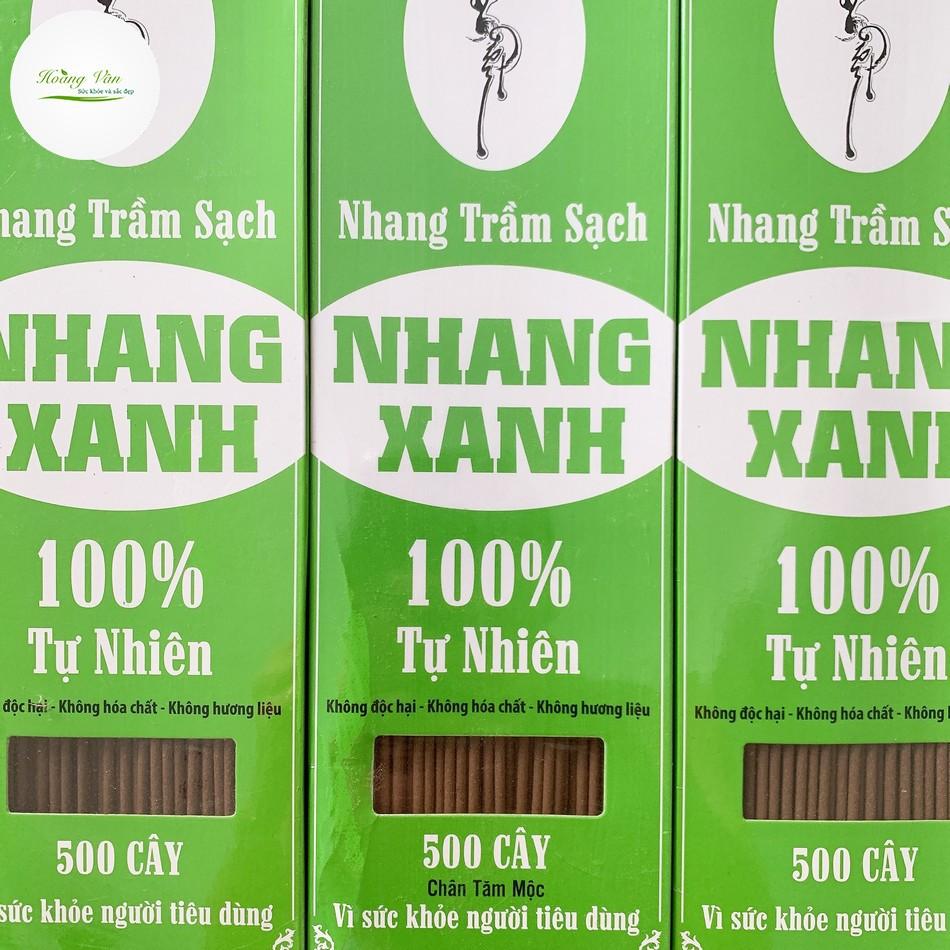 Hoàng Vân
Sức khỏe và sắc đẹp
Trầm Sạch
NHANG
XANH
100%
Tự Nhiên
độc hại - Không hóa chất - Không hương liệu
500 CÂY
sức khỏe người tiêu dùng
Nhang Trầm Sạch
NHANG
XANH
100%
Tự Nhiên
Không độc hại - Không hóa chất - Không hương liệu
500 CÂY
Chân Tăm Mộc
Vì sức khỏe người tiêu dùng
Nhang Trầm
100%
Tự Nhiên
Không độc hại - Không hóa chất - Không
500 CÂY
Vì sức khỏe người tiêu